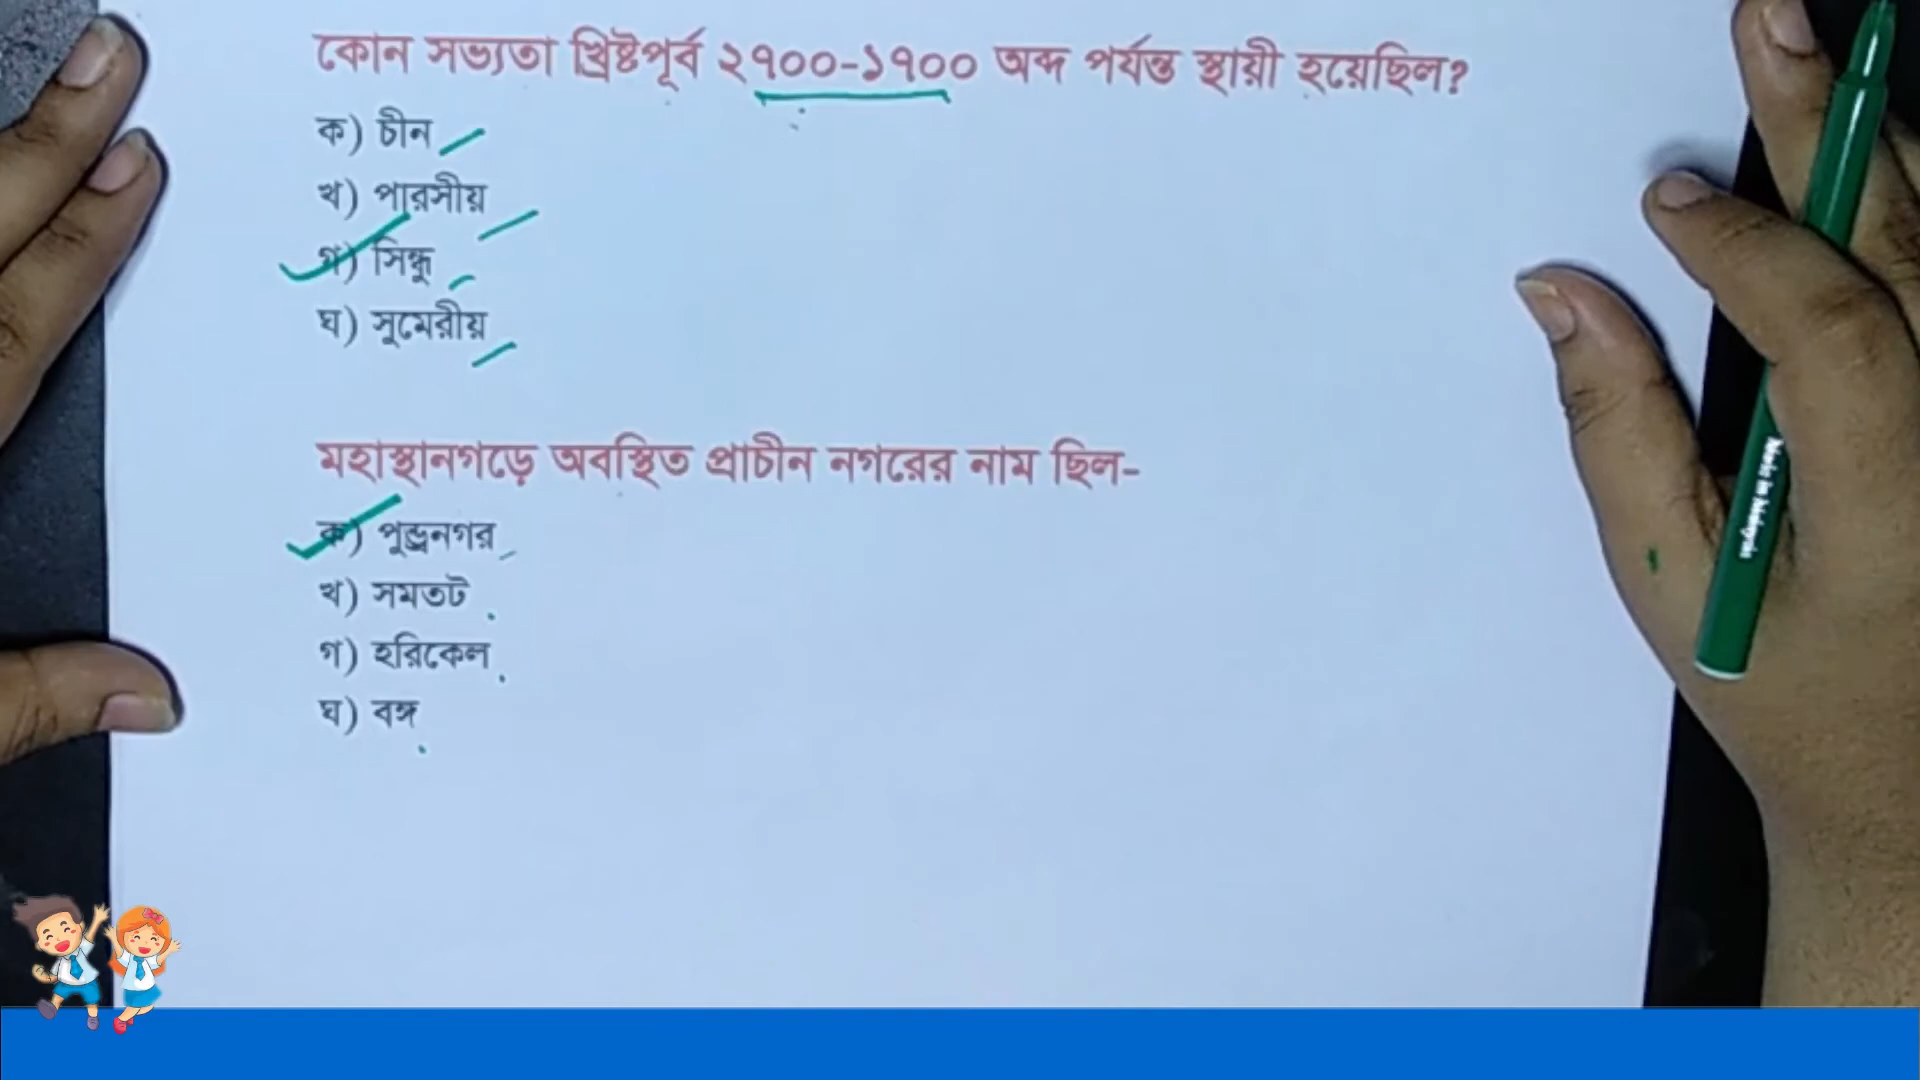 কোন সভ্যতা খ্রিষ্টপূর্ব ২৭০০-১৭০০ অব্দ পর্যন্ত স্থায়ী হয়েছিল?
ক) চীন
খ) পারসীয়
গ) সিন্ধু
ঘ) সুমেরীয়
মহাস্থানগড়ে অবস্থিত প্রাচীন নগরের নাম ছিল-
ক) পুন্ড্রনগর
খ) সমতট
গ) হরিকেল
ঘ) বঙ্গ